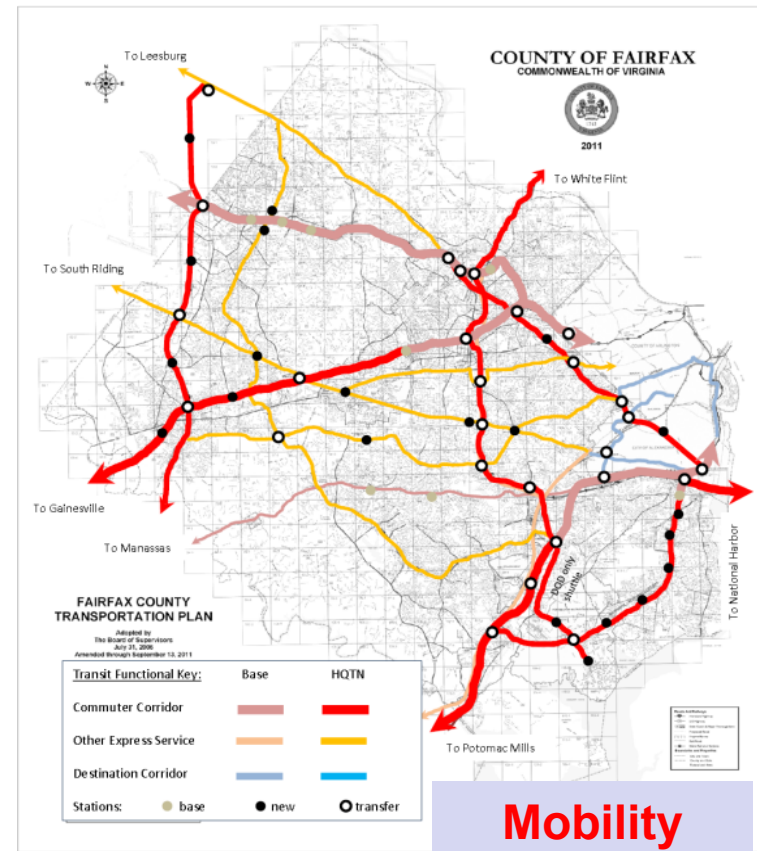 To Leesburg
COUNTY OF FAIRFAX
COMMONWEALTH OF VIRGINIA
2011
To White Flint
To South Riding
To Gainesville
To Manassas
DOD only
shuttle
To National Harbor
FAIRFAX COUNTY
TRANSPORTATION PLAN
Adopted by
The Board of Supervisors
July 31, 2006
Amended through September 13, 2011
Transit Functional Key: Base HQTN
Commuter Corridor
Other Express Service
Destination Corridor
Stations: base new transfer
To Potomac Mills
Mobility